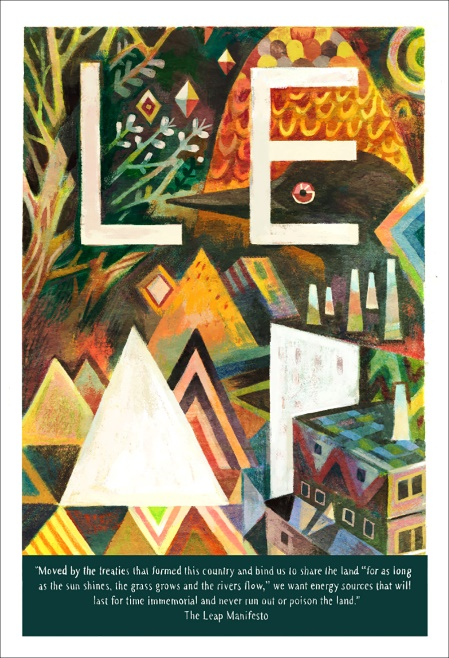 LE
AP
"Moved by the treaties that formed this country and bind us to share the land "for as long
as the sun shines, the grass grows and the rivers flow," we want energy sources that will
last for time immemorial and never run out or poison the land."
The Leap Manifesto